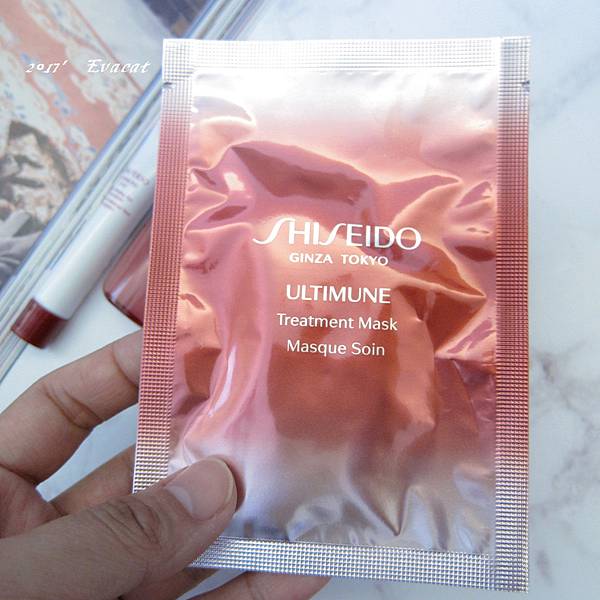 2017' Evacat
SHISEIDO
GINZA TOKYO
ULTIMUNE
Treatment Mask
Masque Soin